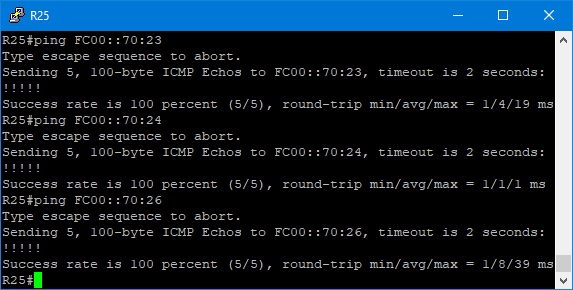 R25
R25#ping FC00::70:23
Type escape sequence to abort.
Sending 5, 100-byte ICMP Echos to FC00::70:23, timeout is 2 seconds:
!!!!!
Success rate is 100 percent (5/5), round-trip min/avg/max = 1/4/19 ms
R25#ping FC00::70:24
Type escape sequence to abort.
Sending 5, 100-byte ICMP Echos to FC00::70:24, timeout is 2 seconds:
!!!!!
Success rate is 100 percent (5/5), round-trip min/avg/max = 1/1/1 ms
R25#ping FC00::70:26
Type escape sequence to abort.
Sending 5, 100-byte ICMP Echos to FC00::70:26, timeout is 2 seconds:
!!!!!
Success rate is 100 percent (5/5), round-trip min/avg/max = 1/8/39 ms
R25#